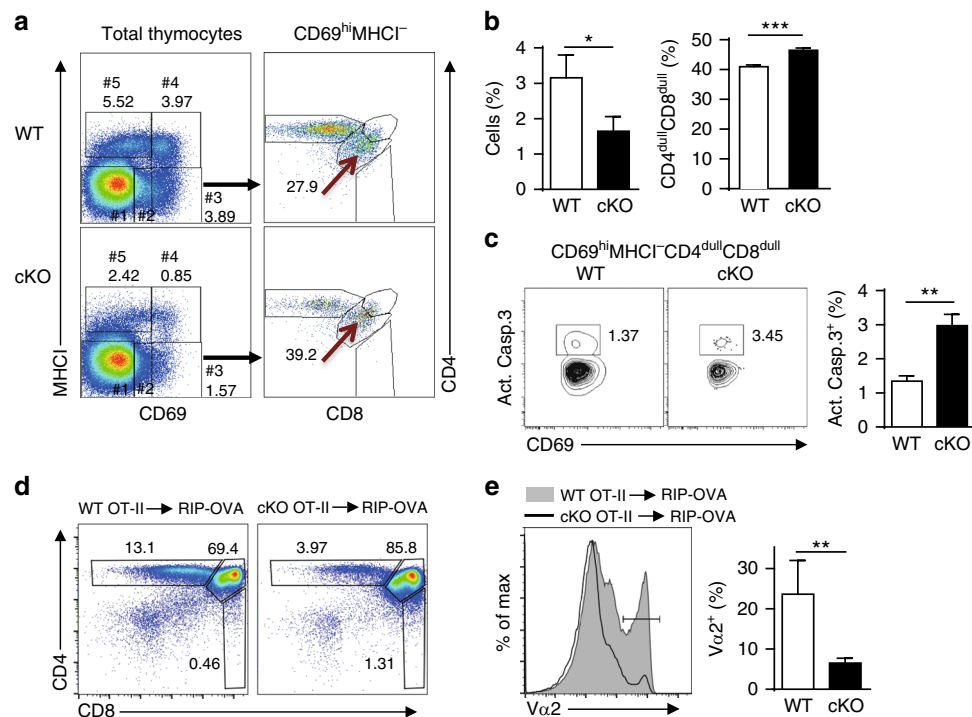 a
Total thymocytes
CD69hiMHCI–
WT
#5
5.52
#4
3.97
#1
#2
#3
3.89
27.9
cKO
#5
2.42
#4
0.85
#1
#2
#3
1.57
39.2
MHCI
CD69
CD4
CD8
b
Cells (%)
4
3
2
1
0
*
WT
cKO
CD4dullCD8dull (%)
50
40
30
20
10
0
***
WT
cKO
c
CD69hiMHCI–CD4dullCD8dull
WT
cKO
1.37
3.45
Act. Casp.3
CD69
Act. Casp.3+ (%)
4
3
2
1
0
**
WT
cKO
d
WT OT-II → RIP-OVA
cKO OT-II → RIP-OVA
13.1
69.4
0.46
3.97
85.8
1.31
CD4
CD8
e
WT OT-II → RIP-OVA
cKO OT-II → RIP-OVA
% of max
Vα2
Vα2+ (%)
30
20
10
0
**
WT
cKO